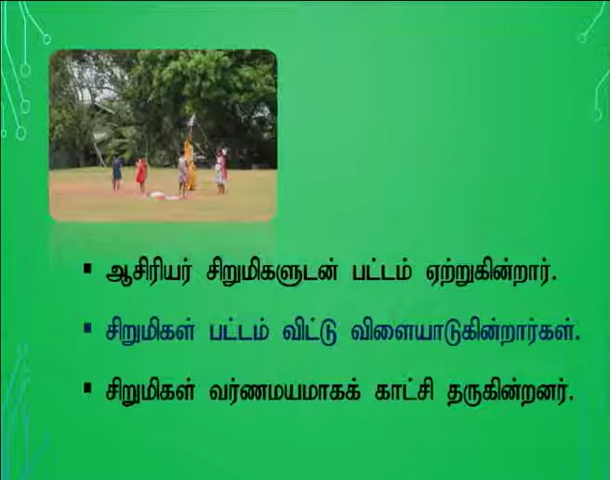 ஆசிரியர் சிறுமிகளுடன் பட்டம் ஏற்றுகின்றார்.
சிறுமிகள் பட்டம் விட்டு விளையாடுகின்றார்கள்.
சிறுமிகள் வர்ணமயமாகக் காட்சி தருகின்றனர்.